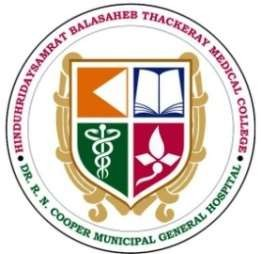 HINDUHRIDAYSAMRAT BALASAHEB THACKERAY MEDICAL COLLEGE
DR. R. N. COOPER MUNICIPAL GENERAL HOSPITAL